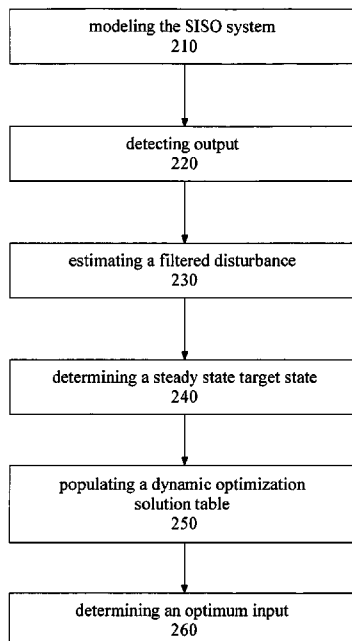 modeling the SISO system
210
detecting output
220
estimating a filtered disturbance
230
determining a steady state target state
240
populating a dynamic optimization
solution table
250
determining an optimum input
260